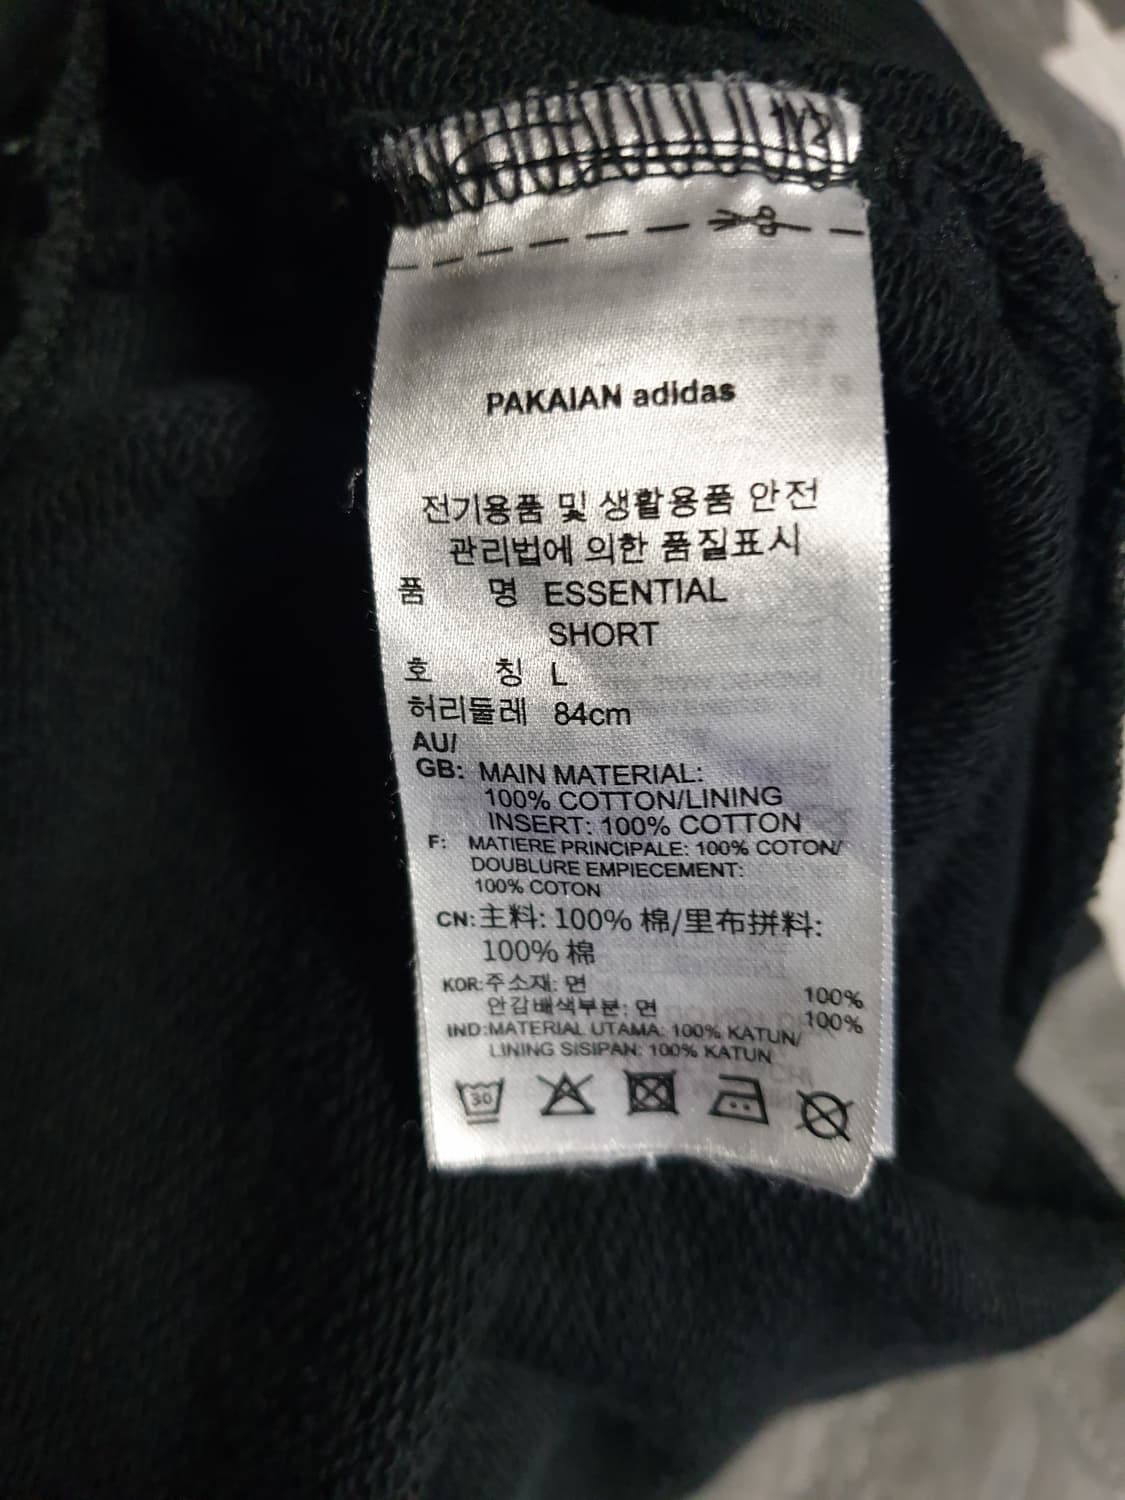 PAKAIAN adidas
전기용품 및 생활용품 안전
관리법에 의한 품질표시
품 명 ESSENTIAL
SHORT
호 칭 L
허리둘레 84cm
AU/
GB: MAIN MATERIAL:
100% COTTON/LINING
INSERT: 100% COTTON
F: MATIERE PRINCIPALE: 100% COTON/
DOUBLURE EMPIECEMENT:
100% COTON
CN: 主料: 100% 棉/里布拼料:
100% 棉
KOR: 주소재: 면 100%
안감배색부분: 면 100%
IND: MATERIAL UTAMA: 100% KATUN/
LINING SISIPAN: 100% KATUN
30